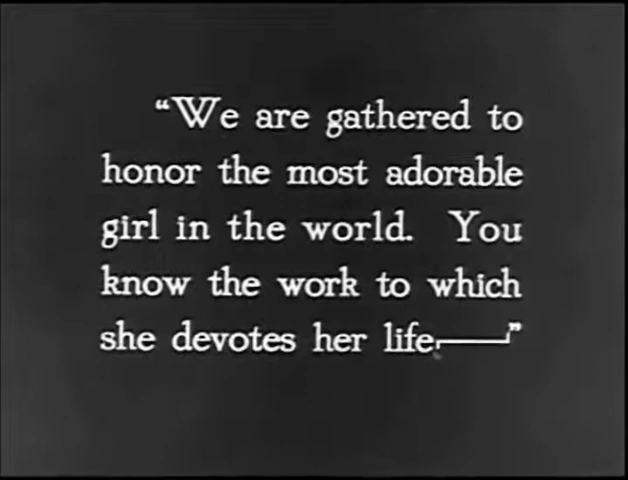 “We are gathered to
honor the most adorable
girl in the world. You
know the work to which
she devotes her life,——”